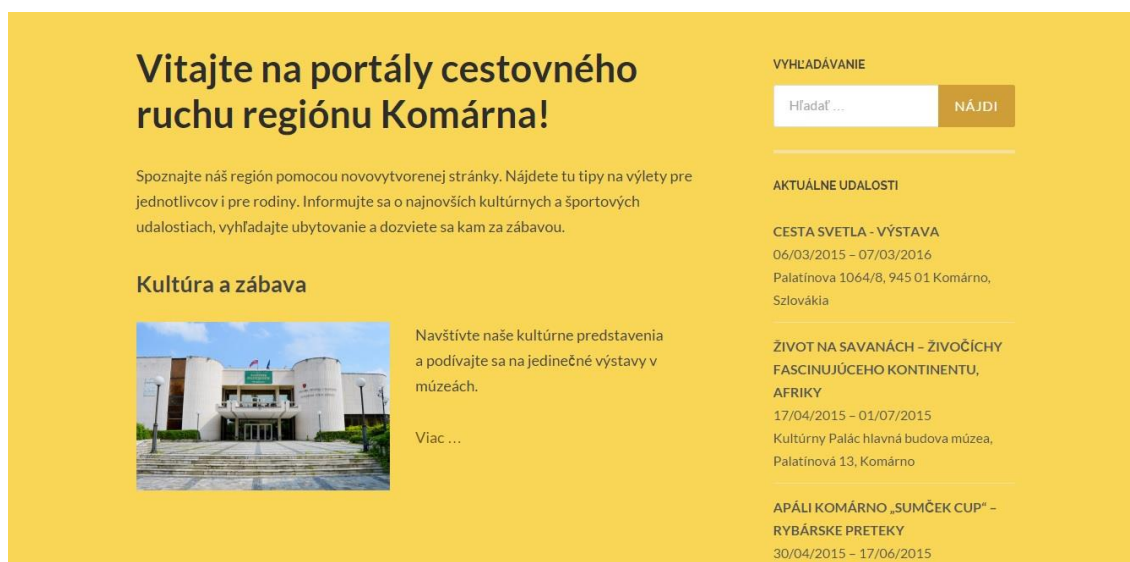 Vitajte na portály cestovného
ruchu regiónu Komárna!
Spoznajte náš región pomocou novovytvorenej stránky. Nájdete tu tipy na výlety pre
jednotlivcov i pre rodiny. Informujte sa o najnovších kultúrnych a športových
udalostiach, vyhľadajte ubytovanie a dozviete sa kam za zábavou.
Kultúra a zábava
Navštívte naše kultúrne predstavenia
a podívajte sa na jedinečné výstavy v
múzeách.
Viac …
VYHĽADÁVANIE
Hľadať …
NÁJDI
AKTUÁLNE UDALOSTI
CESTA SVETLA - VÝSTAVA
06/03/2015 – 07/03/2016
Palatínova 1064/8, 945 01 Komárno,
Szlovákia
ŽIVOT NA SAVANÁCH – ŽIVOČÍCHY
FASCINUJÚCEHO KONTINENTU,
AFRIKY
17/04/2015 – 01/07/2015
Kultúrny Palác hlavná budova múzea,
Palatínová 13, Komárno
APÁLI KOMÁRNO „SUMČEK CUP“ –
RYBÁRSKE PRETEKY
30/04/2015 – 17/06/2015